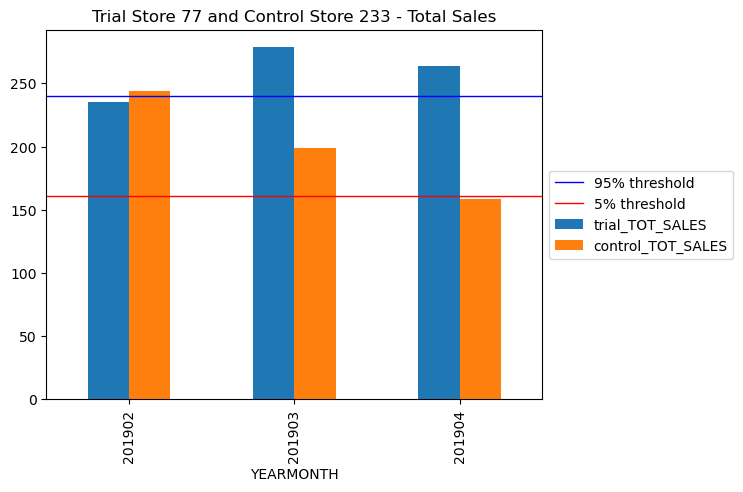 Trial Store 77 and Control Store 233 - Total Sales
250
200
150
100
50
0
201902
201903
201904
YEARMONTH
95% threshold
5% threshold
trial_TOT_SALES
control_TOT_SALES